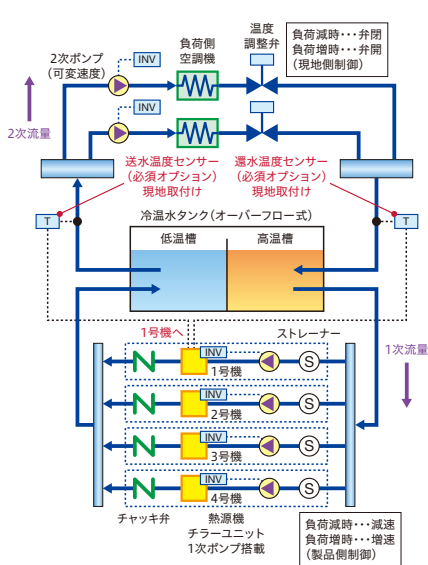 2次ポンプ
(可変速度)
INV
負荷側
空調機
温度
調整弁
負荷減時・・・弁閉
負荷増時・・・弁開
(現地側制御)
INV
2次流量
送水温度センサー
(必須オプション)
現地取付け
還水温度センサー
(必須オプション)
現地取付け
T
T
冷温水タンク(オーバーフロー式)
低温槽
高温槽
1号機へ
ストレーナー
1次流量
INV
S
1号機
INV
S
2号機
INV
S
3号機
INV
S
4号機
チャッキ弁
熱源機
チラーユニット
1次ポンプ搭載
負荷減時・・・減速
負荷増時・・・増速
(製品側制御)